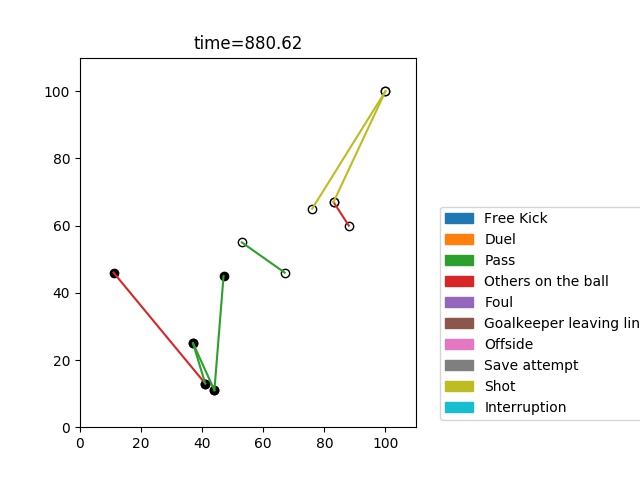 time=880.62
100
80
60
40
20
0
0 20 40 60 80 100
Free Kick
Duel
Pass
Others on the ball
Foul
Goalkeeper leaving lin
Offside
Save attempt
Shot
Interruption